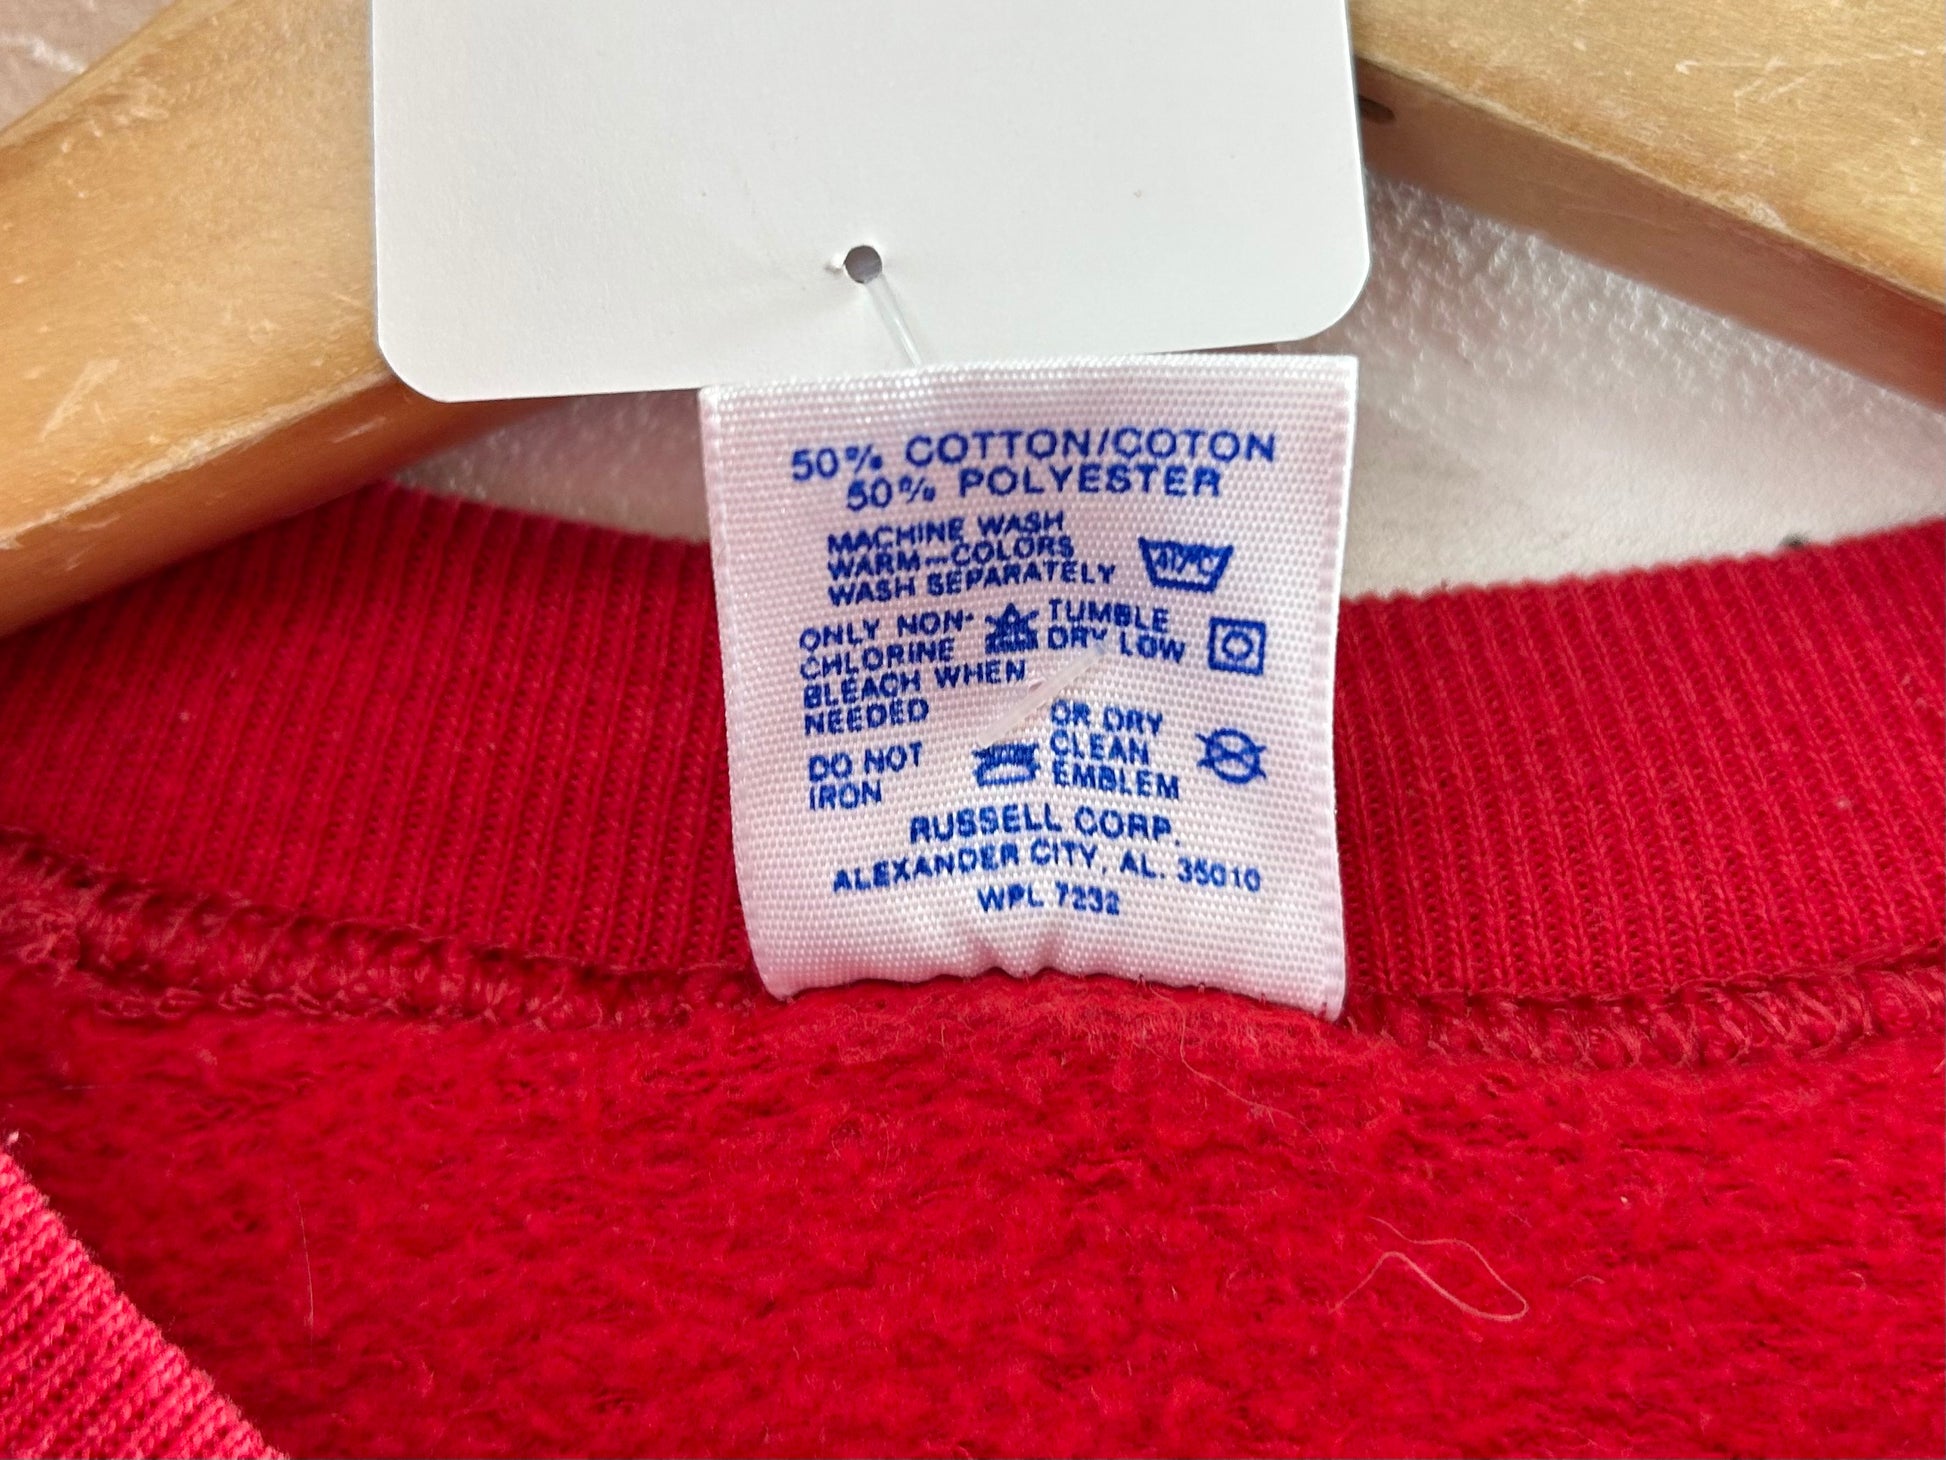 50% COTTON/COTON
50% POLYESTER
MACHINE WASH
WARM—COLORS
WASH SEPARATELY
ONLY NON-
CHLORINE
BLEACH WHEN
NEEDED
TUMBLE
DRY LOW
DO NOT
IRON
OR DRY
CLEAN
EMBLEM
RUSSELL CORP.
ALEXANDER CITY, AL. 35010
WPL 7232